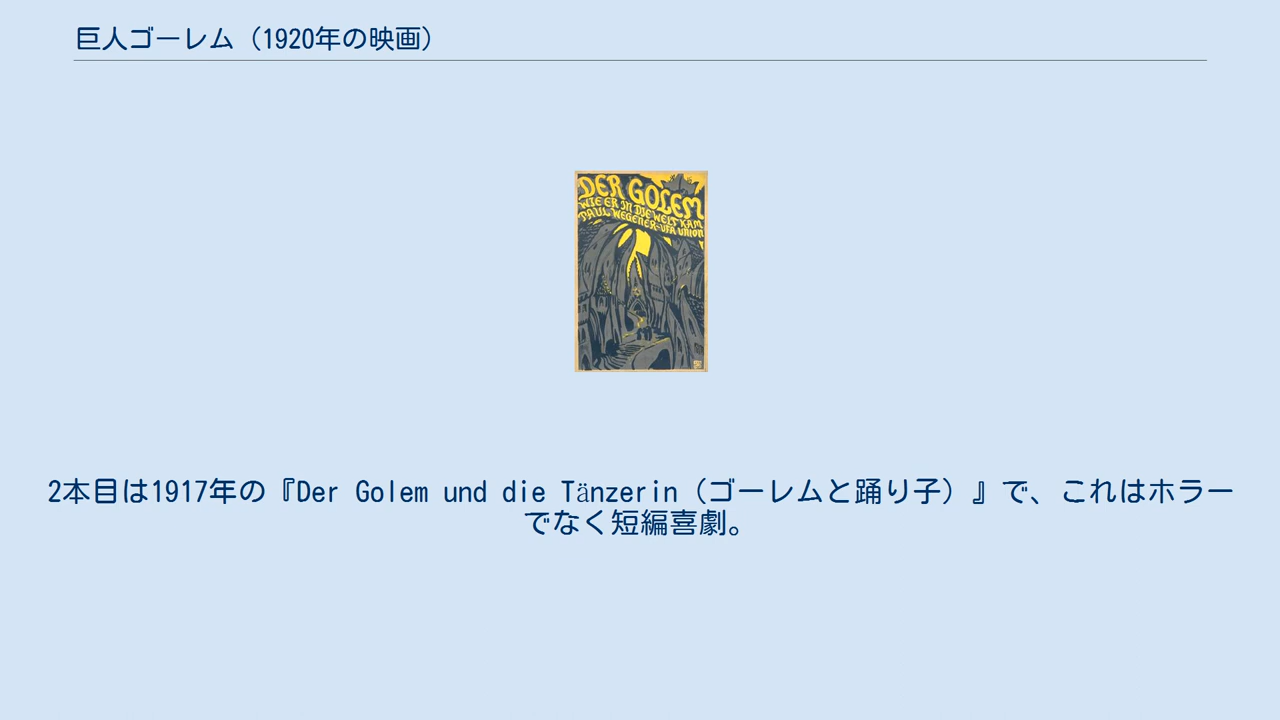 巨人ゴーレム（1920年の映画）
DER GOLEM
WIE ER IN DIE WELT KAM
PAUL WEGENER-UFA UNION
2本目は1917年の『Der Golem und die Tänzerin（ゴーレムと踊り子）』で、これはホラー
でなく短編喜劇。